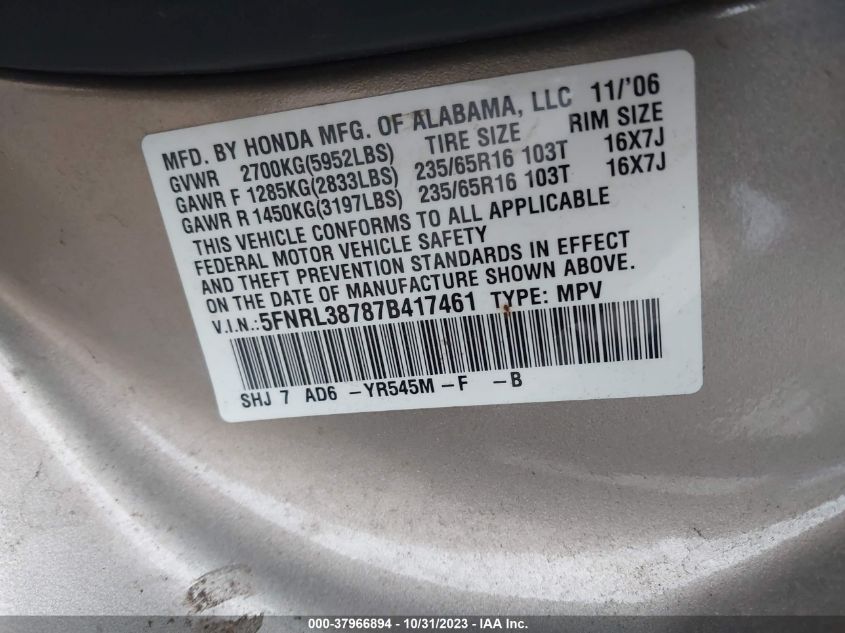 MFD. BY HONDA MFG. OF ALABAMA, LLC 11/'06
GVWR 2700KG(5952LBS) TIRE SIZE RIM SIZE
GAWR F 1285KG(2833LBS) 235/65R16 103T 16X7J
GAWR R 1450KG(3197LBS) 235/65R16 103T 16X7J
THIS VEHICLE CONFORMS TO ALL APPLICABLE
FEDERAL MOTOR VEHICLE SAFETY
AND THEFT PREVENTION STANDARDS IN EFFECT
ON THE DATE OF MANUFACTURE SHOWN ABOVE.
V.I.N.:5FNRL38787B417461 TYPE: MPV
SHJ 7 AD6 -YR545M-F -B
000-37966894 - 10/31/2023 - IAA Inc.